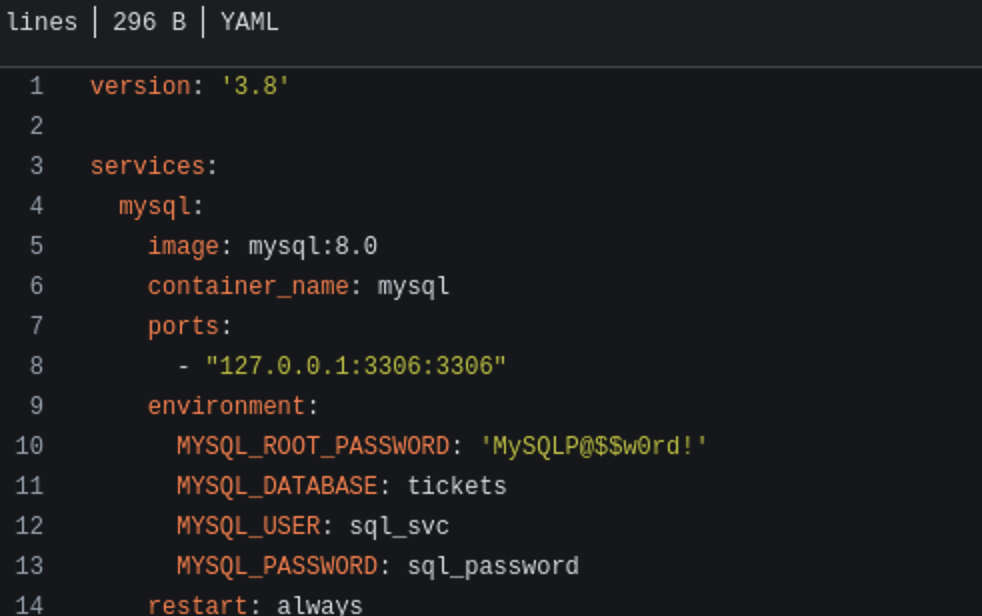 lines | 296 B | YAML
1 version: '3.8'
2
3 services:
4   mysql:
5     image: mysql:8.0
6     container_name: mysql
7     ports:
8       - "127.0.0.1:3306:3306"
9     environment:
10       MYSQL_ROOT_PASSWORD: 'MySQLP@$$w0rd!'
11       MYSQL_DATABASE: tickets
12       MYSQL_USER: sql_svc
13       MYSQL_PASSWORD: sql_password
14     restart: always